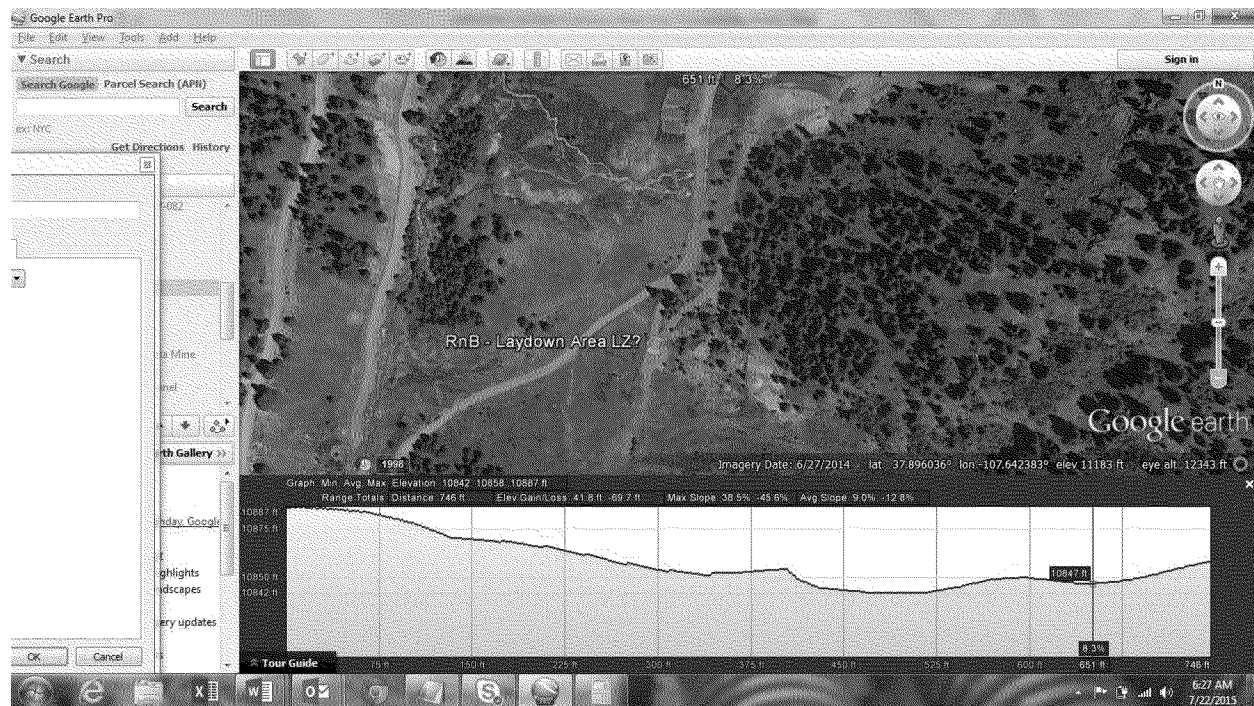 Google Earth Pro
File Edit View Tools Add Help
▼ Search
Sign in
Search Google Parcel Search (APN)
Search
ex: NYC
Get Directions History
651 ft 8.3%
N
-082
a Mine
nel
rth Gallery >>
RnB - Laydown Area LZ?
Google earth
1998
Imagery Date: 6/27/2014 lat 37.896036° lon -107.642383° elev 11183 ft eye alt 12343 ft
Graph: Min, Avg, Max Elevation: 10842, 10858, 10887 ft
Range Totals: Distance: 746 ft Elev Gain/Loss: 41.8 ft, -69.7 ft Max Slope: 38.5%, -45.6% Avg Slope: 9.0%, -12.8%
10887 ft
10875 ft
10850 ft
10842 ft
10847 ft
8.3%
75 ft 150 ft 225 ft 300 ft 375 ft 450 ft 525 ft 600 ft 651 ft 746 ft
day, Google
ghlights
dscapes
ery updates
OK Cancel
Tour Guide
6:27 AM
7/22/2015